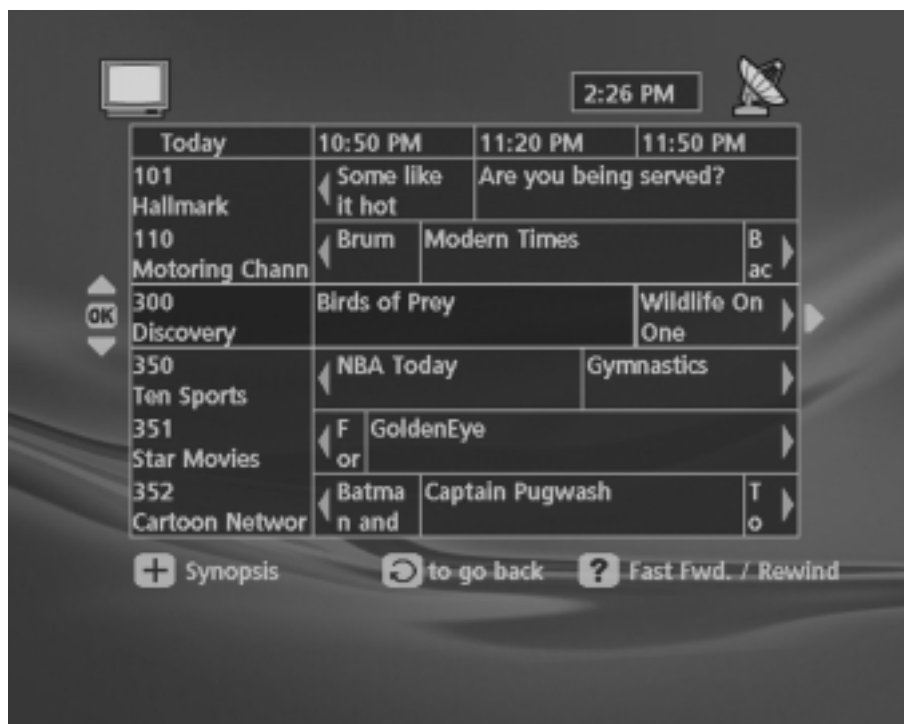 2:26 PM
Today 10:50 PM 11:20 PM 11:50 PM
101 Some like Are you being served?
Hallmark it hot
110 Brum Modern Times B
Motoring Chann ac
OK 300 Birds of Prey Wildlife On
Discovery One
350 NBA Today Gymnastics
Ten Sports
351 F GoldenEye
Star Movies or
352 Batma Captain Pugwash T
Cartoon Networ n and o
+ Synopsis to go back ? Fast Fwd. / Rewind